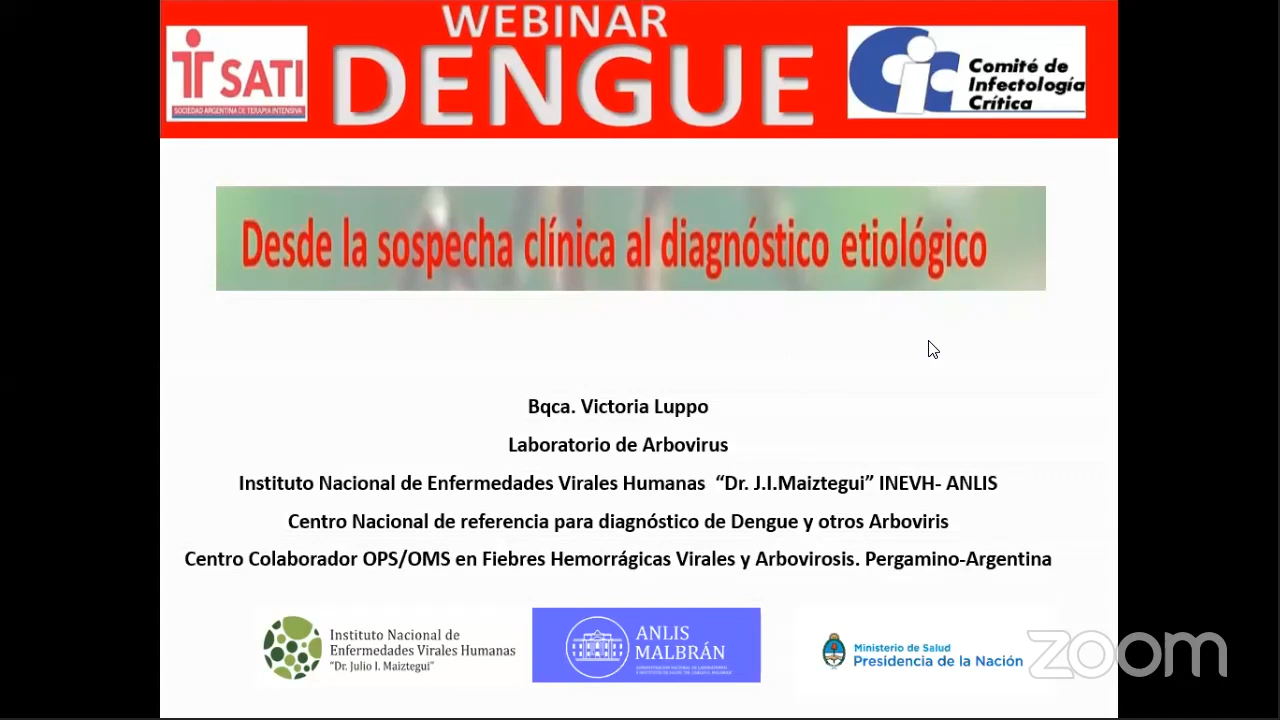 WEBINAR
DENGUE
SATI
SOCIEDAD ARGENTINA DE TERAPIA INTENSIVA
CiC
Comité de
Infectología
Crítica
Desde la sospecha clínica al diagnóstico etiológico
Bqca. Victoria Luppo
Laboratorio de Arbovirus
Instituto Nacional de Enfermedades Virales Humanas “Dr. J.I.Maiztegui” INEVH- ANLIS
Centro Nacional de referencia para diagnóstico de Dengue y otros Arboviris
Centro Colaborador OPS/OMS en Fiebres Hemorrágicas Virales y Arbovirosis. Pergamino-Argentina
Instituto Nacional de
Enfermedades Virales Humanas
“Dr. Julio I. Maiztegui”
ANLIS
MALBRÁN
Ministerio de Salud
Presidencia de la Nación
zoom